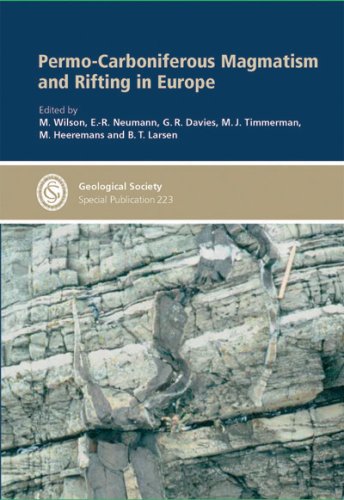 Permo-Carboniferous Magmatism
and Rifting in Europe
Edited by
M. Wilson, E.-R. Neumann, G. R. Davies, M. J. Timmerman,
M. Heeremans and B. T. Larsen
Geological Society
Special Publication 223